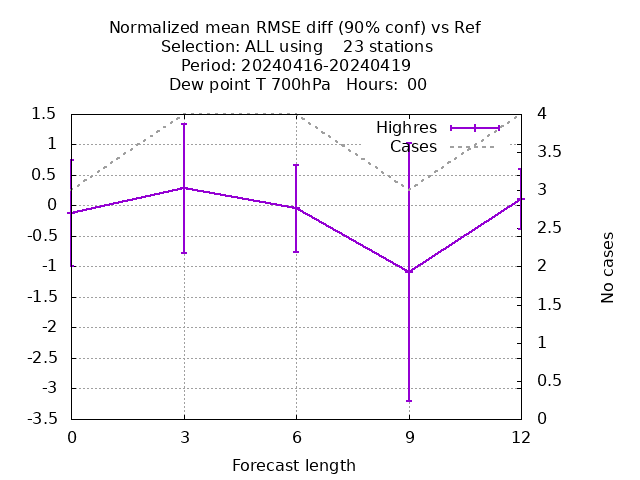 Normalized mean RMSE diff (90% conf) vs Ref
Selection: ALL using    23 stations
Period: 20240416-20240419
Dew point T 700hPa   Hours:  00
Highres
Cases
1.5
1
0.5
0
-0.5
-1
-1.5
-2
-2.5
-3
-3.5
4
3.5
3
2.5
2
1.5
1
0.5
0
No cases
0 3 6 9 12
Forecast length